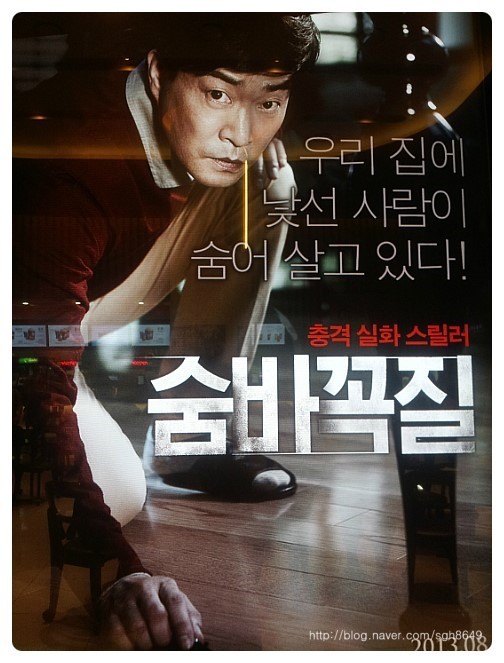 우리 집에
낯선 사람이
숨어 살고 있다!
충격 실화 스릴러
숨바꼭질
http://blog.naver.com/sgh8649
2013.08